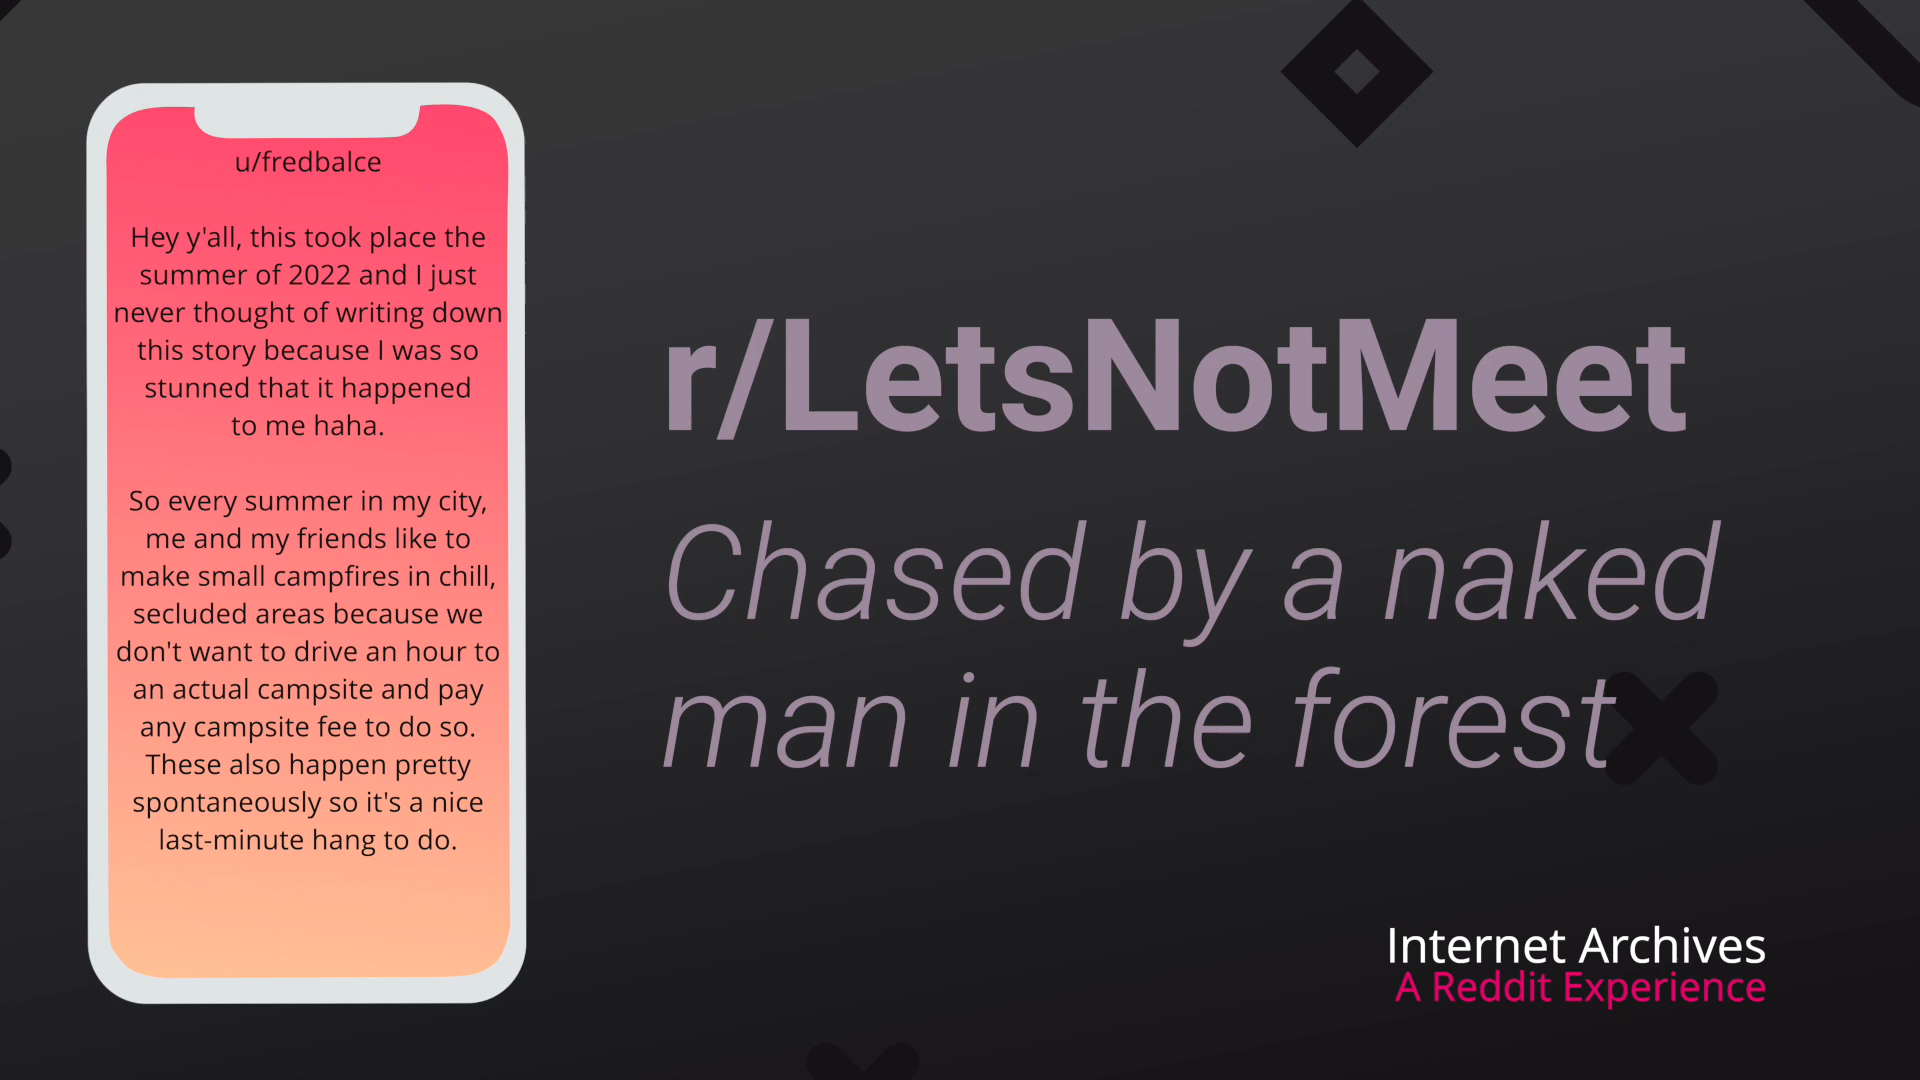 u/fredbalce
Hey y'all, this took place the
summer of 2022 and I just
never thought of writing down
this story because I was so
stunned that it happened
to me haha.
So every summer in my city,
me and my friends like to
make small campfires in chill,
secluded areas because we
don't want to drive an hour to
an actual campsite and pay
any campsite fee to do so.
These also happen pretty
spontaneously so it's a nice
last-minute hang to do.
r/LetsNotMeet
Chased by a naked
man in the forest
Internet Archives
A Reddit Experience